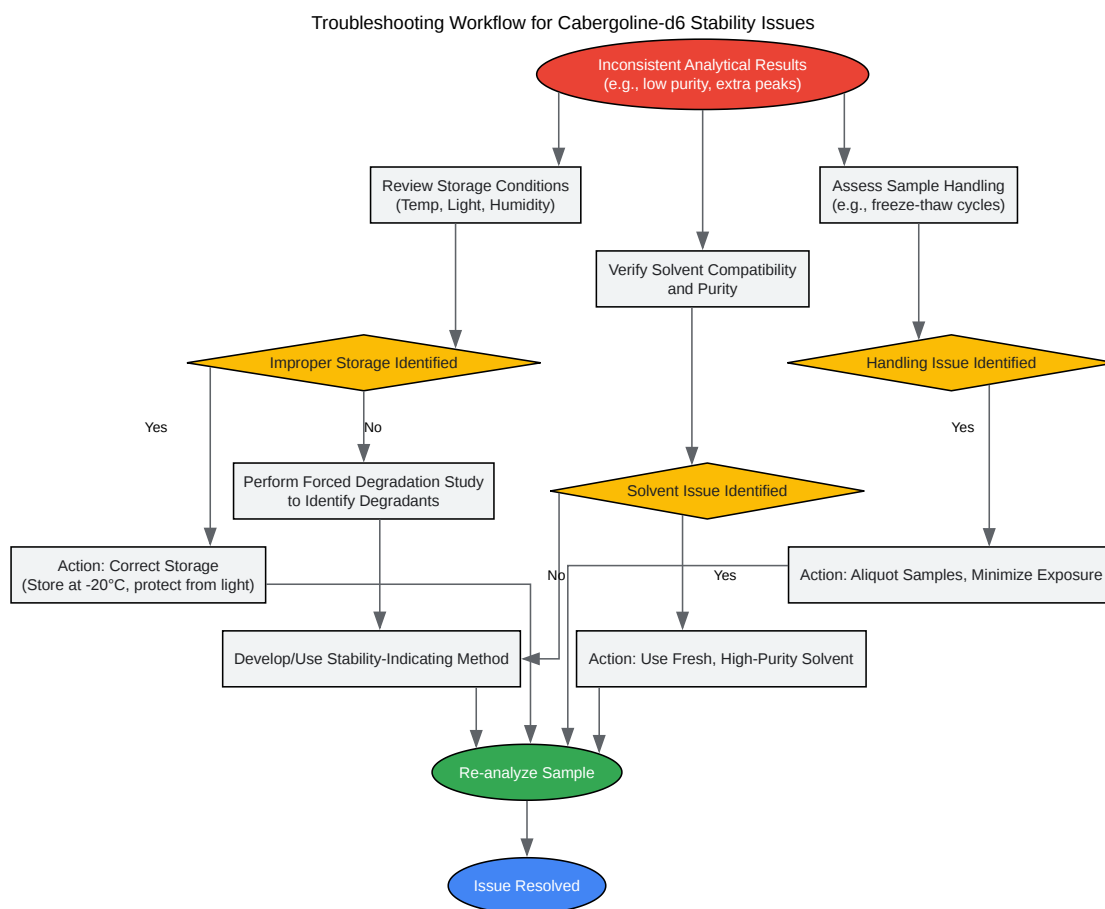 Troubleshooting Workflow for Cabergoline-d6 Stability Issues
Inconsistent Analytical Results
(e.g., low purity, extra peaks)
Review Storage Conditions
(Temp, Light, Humidity)
Assess Sample Handling
(e.g., freeze-thaw cycles)
Verify Solvent Compatibility
and Purity
Improper Storage Identified
Handling Issue Identified
Yes
No
Yes
Perform Forced Degradation Study
to Identify Degradants
Solvent Issue Identified
Action: Correct Storage
(Store at -20°C, protect from light)
No
Yes
Action: Aliquot Samples, Minimize Exposure
Develop/Use Stability-Indicating Method
Action: Use Fresh, High-Purity Solvent
Re-analyze Sample
Issue Resolved